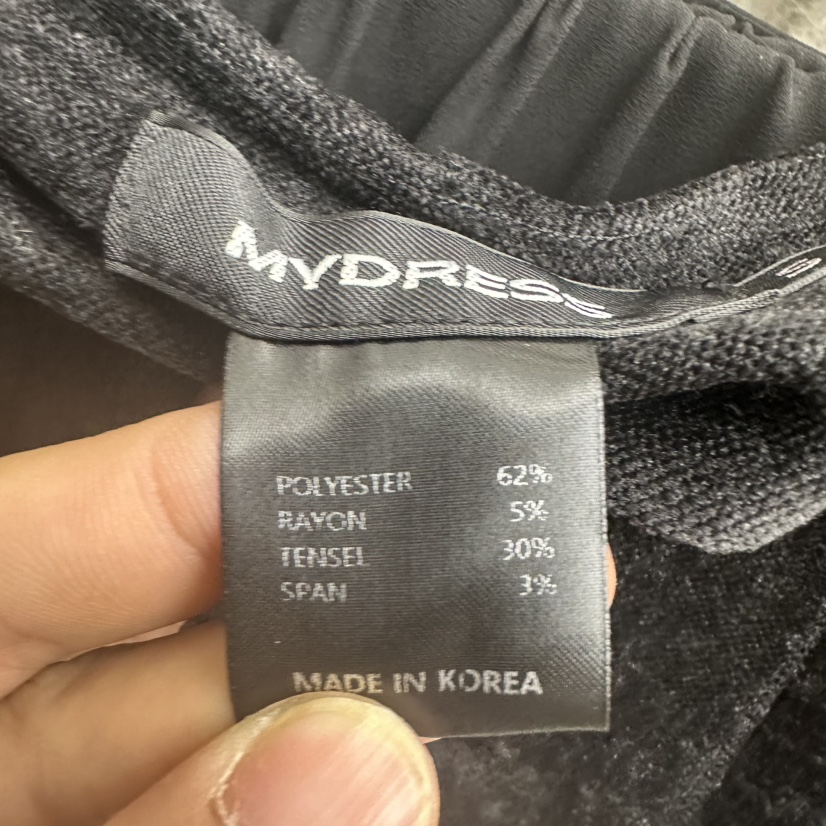 MYDRESS
S
POLYESTER 62%
RAYON 5%
TENSEL 30%
SPAN 3%
MADE IN KOREA